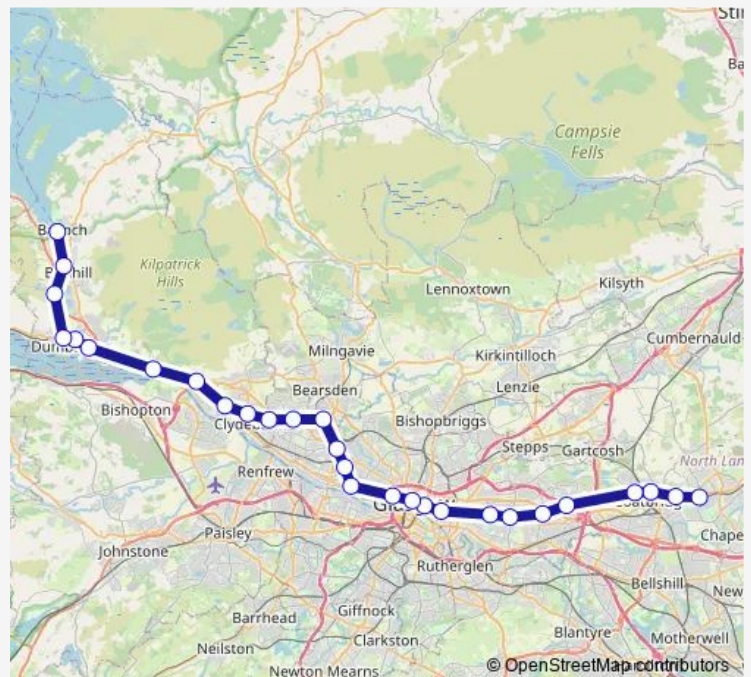 Stir
Ba
Campsie
Fells
Kilpatrick
Hills
Lennoxtown
Kilsyth
Cumbernauld
Milngavie
Kirkintilloch
Bearsden
Lenzie
Bishopton
Bishopbriggs
Stepps
Gartcosh
Renfrew
North Lan
Paisley
Johnstone
Chape
Rutherglen
Bellshill
New
Barrhead
Giffnock
Blantyre
Motherwell
Neilston
Clarkston
Newton Mearns
© OpenStreetMap contributors